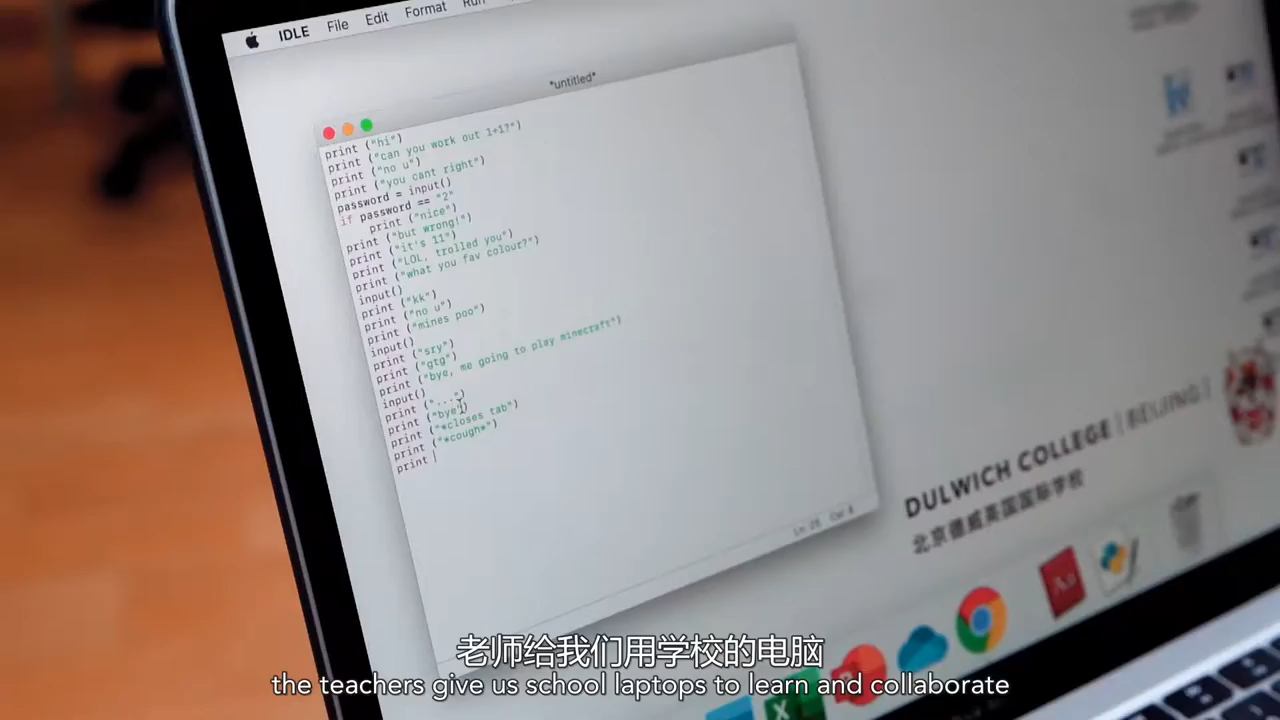 IDLE File Edit Format Run
*untitled*
print ("hi")
print ("can you work out 1+1?")
print ("no u")
print ("you cant right")
password = input()
if password == "2"
print ("nice")
print ("but wrong!")
print ("it's 11")
print ("LOL, trolled you")
print ("what you fav colour?")
input()
print ("kk")
print ("no u")
print ("mines poo")
input()
print ("sry")
print ("gtg")
print ("bye, me going to play minecraft")
input()
print ("...")
print ("bye")
print ("*closes tab")
print ("*cough*")
print
DULWICH COLLEGE | BEIJING |
北京德威英国国际学校
老师给我们用学校的电脑
the teachers give us school laptops to learn and collaborate